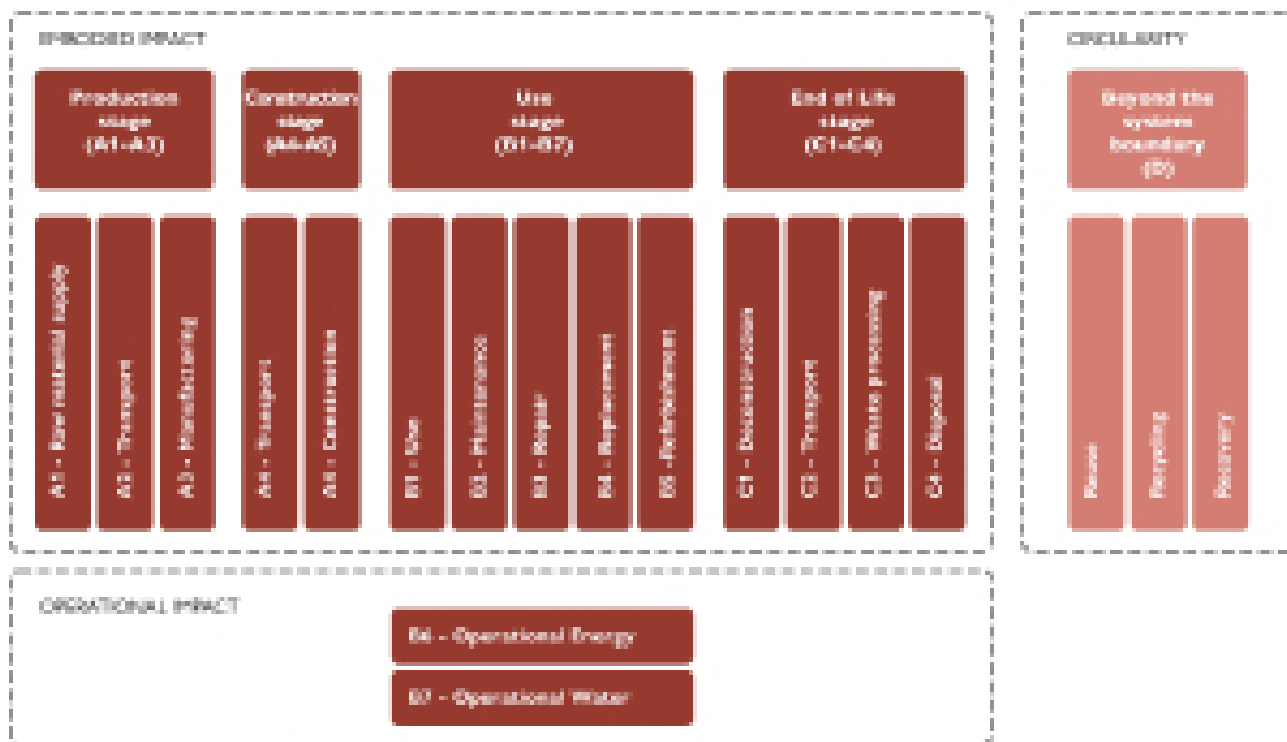 EMBODIED IMPACT
CIRCULARITY
Production
stage
(A1-A3)
Construction
stage
(A4-A5)
Use
stage
(B1-B7)
End of Life
stage
(C1-C4)
Beyond the
system
boundary
(D)
A1 - Raw material supply
A2 - Transport
A3 - Manufacturing
A4 - Transport
A5 - Construction
B1 - Use
B2 - Maintenance
B3 - Repair
B4 - Replacement
B5 - Refurbishment
C1 - Deconstruction
C2 - Transport
C3 - Waste processing
C4 - Disposal
Reuse
Recycling
Recovery
OPERATIONAL IMPACT
B6 - Operational Energy
B7 - Operational Water